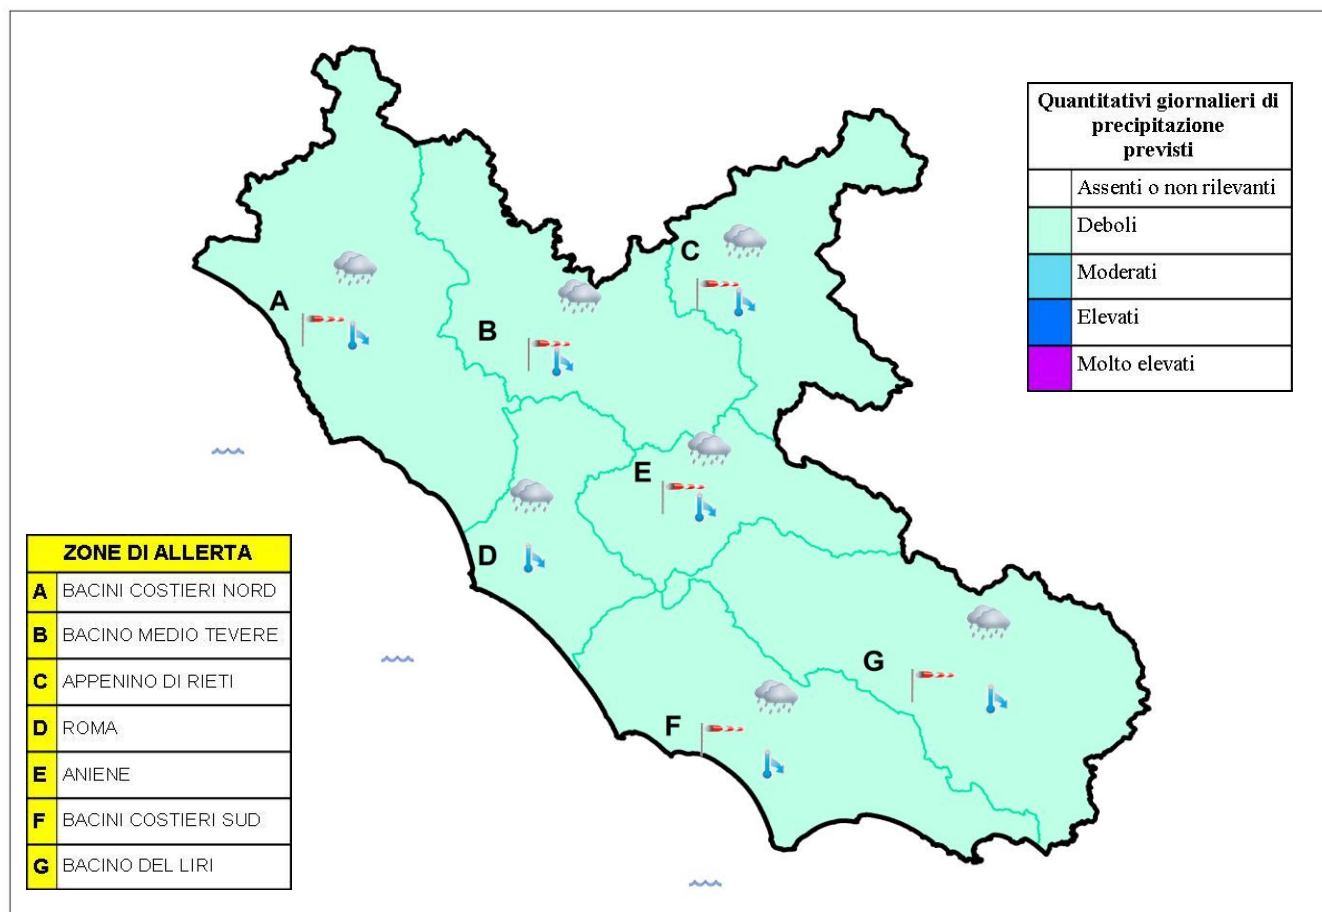 Quantitativi giornalieri di
precipitazione
previsti
Assenti o non rilevanti
Deboli
Moderati
Elevati
Molto elevati
C
A
B
E
D
G
F
ZONE DI ALLERTA
A BACINI COSTIERI NORD
B BACINO MEDIO TEVERE
C APPENINO DI RIETI
D ROMA
E ANIENE
F BACINI COSTIERI SUD
G BACINO DEL LIRI